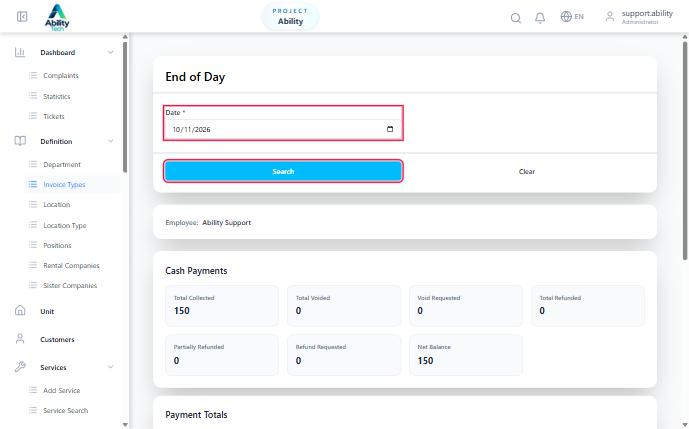 Ability
Tech
PROJECT
Ability
EN
support.ability
Administrator
Dashboard
Complaints
Statistics
Tickets
Definition
Department
Invoice Types
Location
Location Type
Positions
Rental Companies
Sister Companies
Unit
Customers
Services
Add Service
Service Search
End of Day
Date *
10/11/2026
Search
Clear
Employee: Ability Support
Cash Payments
Total Collected
150
Total Voided
0
Void Requested
0
Total Refunded
0
Partially Refunded
0
Refund Requested
0
Net Balance
150
Payment Totals